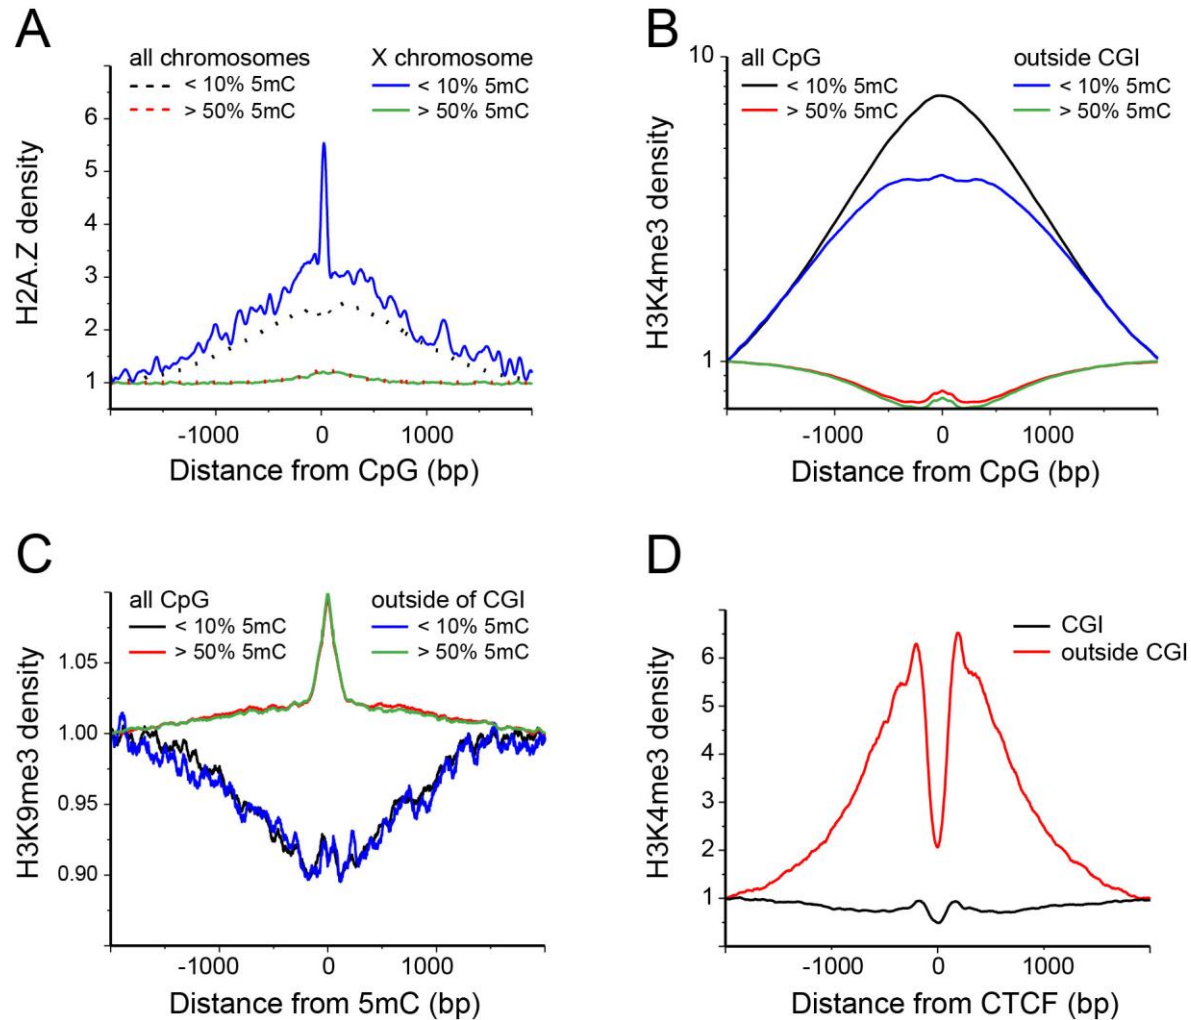 A
all chromosomes
< 10% 5mC
> 50% 5mC
X chromosome
< 10% 5mC
> 50% 5mC
H2A.Z density
6
5
4
3
2
1
-1000
0
1000
Distance from CpG (bp)
B
all CpG
< 10% 5mC
> 50% 5mC
outside CGI
< 10% 5mC
> 50% 5mC
H3K4me3 density
10
1
-1000
0
1000
Distance from CpG (bp)
C
all CpG
< 10% 5mC
> 50% 5mC
outside of CGI
< 10% 5mC
> 50% 5mC
H3K9me3 density
1.05
1.00
0.95
0.90
-1000
0
1000
Distance from 5mC (bp)
D
CGI
outside CGI
H3K4me3 density
6
5
4
3
2
1
-1000
0
1000
Distance from CTCF (bp)